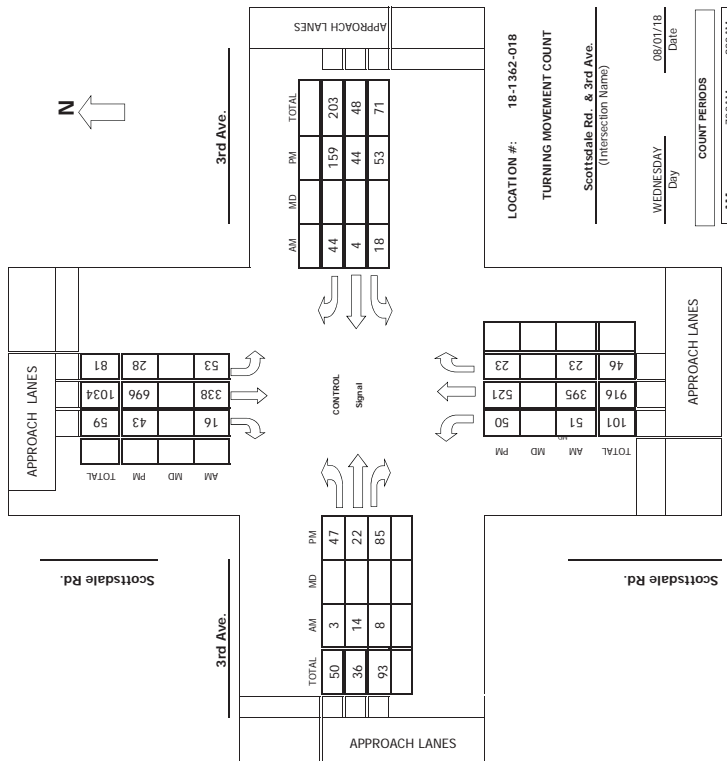 APPROACH LANES
N
3rd Ave.
AM MD PM TOTAL
44 159 203
4 44 48
18 53 71
LOCATION #: 18-1362-018
TURNING MOVEMENT COUNT
Scottsdale Rd. & 3rd Ave.
(Intersection Name)
WEDNESDAY 08/01/18
Day Date
COUNT PERIODS
APPROACH LANES
TOTAL 59 1034 81
PM 43 696 28
MD
AM 16 338 53
CONTROL
Signal
PM 50 521 23
MD
AM 51 395 23
MD
TOTAL 101 916 46
APPROACH LANES
Scottsdale Rd.
Scottsdale Rd.
3rd Ave.
TOTAL AM MD PM
50 3 47
36 14 22
93 8 85
APPROACH LANES